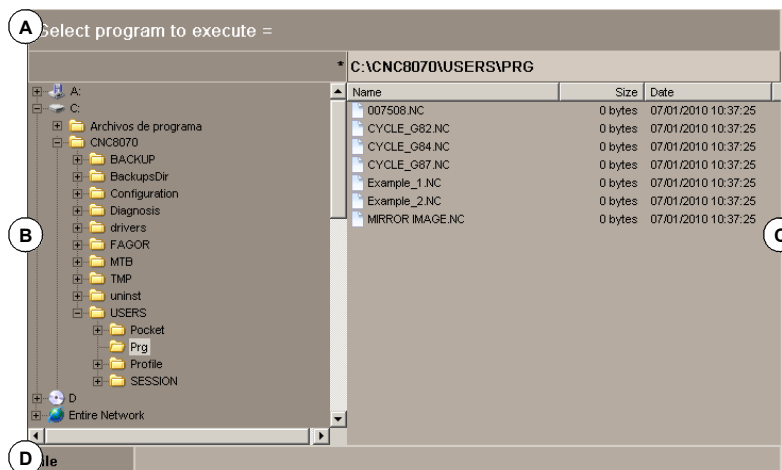 A
Select program to execute =
* C:\CNC8070\USERS\PRG
Name Size Date
A:
C:
Archivos de programa
CNC8070
BACKUP
BackupsDir
Configuration
Diagnosis
drivers
FAGOR
MTB
TMP
uninst
USERS
Pocket
Prg
Profile
SESSION
D
Entire Network
B
007508.NC 0 bytes 07/01/2010 10:37:25
CYCLE_G82.NC 0 bytes 07/01/2010 10:37:25
CYCLE_G84.NC 0 bytes 07/01/2010 10:37:25
CYCLE_G87.NC 0 bytes 07/01/2010 10:37:25
Example_1.NC 0 bytes 07/01/2010 10:37:25
Example_2.NC 0 bytes 07/01/2010 10:37:25
MIRROR IMAGE.NC 0 bytes 07/01/2010 10:37:25
C
D
ile